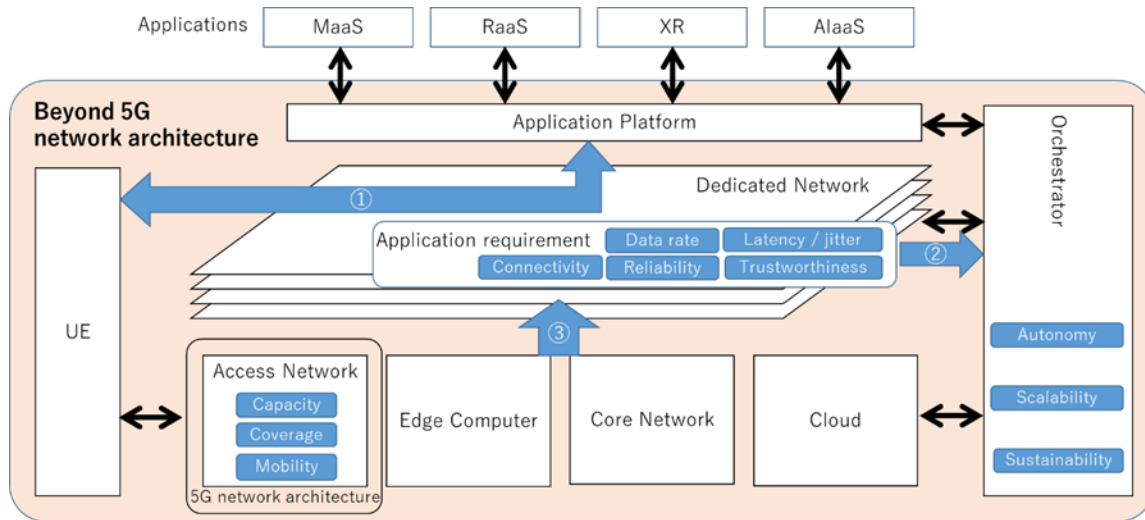 Applications
MaaS
RaaS
XR
AIaaS
Beyond 5G
network architecture
Application Platform
Orchestrator
UE
①
Dedicated Network
Application requirement
Data rate
Latency / jitter
Connectivity
Reliability
Trustworthiness
②
③
Autonomy
Scalability
Sustainability
Access Network
Capacity
Coverage
Mobility
5G network architecture
Edge Computer
Core Network
Cloud